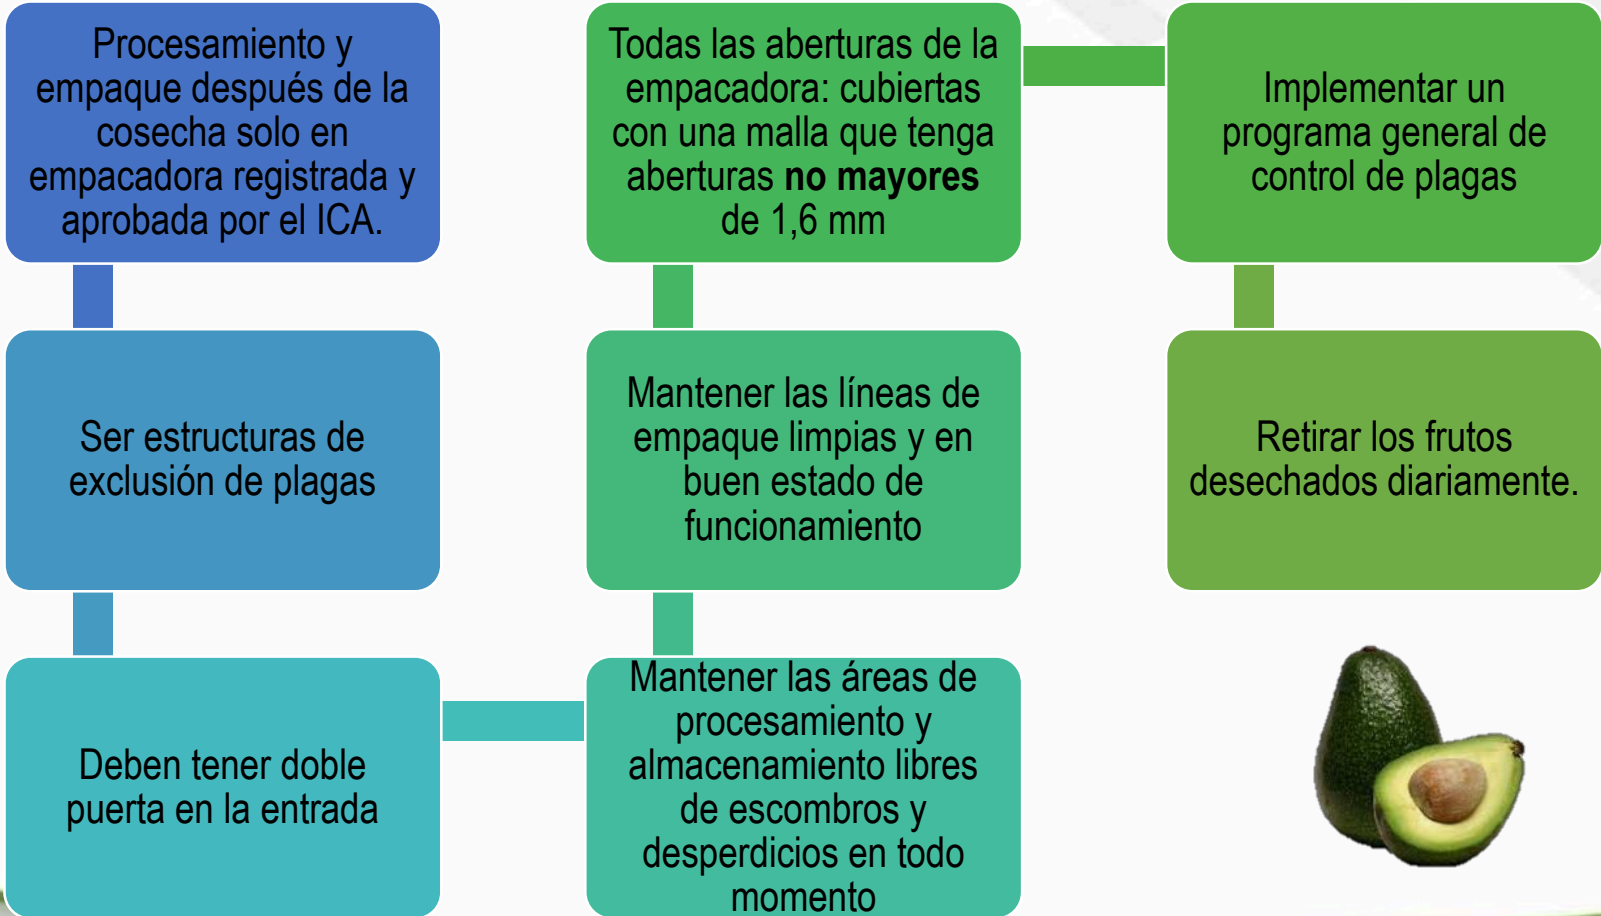 Procesamiento y
empaque después de la
cosecha solo en
empacadora registrada y
aprobada por el ICA.
Ser estructuras de
exclusión de plagas
Deben tener doble
puerta en la entrada
Mantener las áreas de
procesamiento y
almacenamiento libres
de escombros y
desperdicios en todo
momento
Mantener las líneas de
empaque limpias y en
buen estado de
funcionamiento
Todas las aberturas de la
empacadora: cubiertas
con una malla que tenga
aberturas no mayores
de 1,6 mm
Implementar un
programa general de
control de plagas
Retirar los frutos
desechados diariamente.